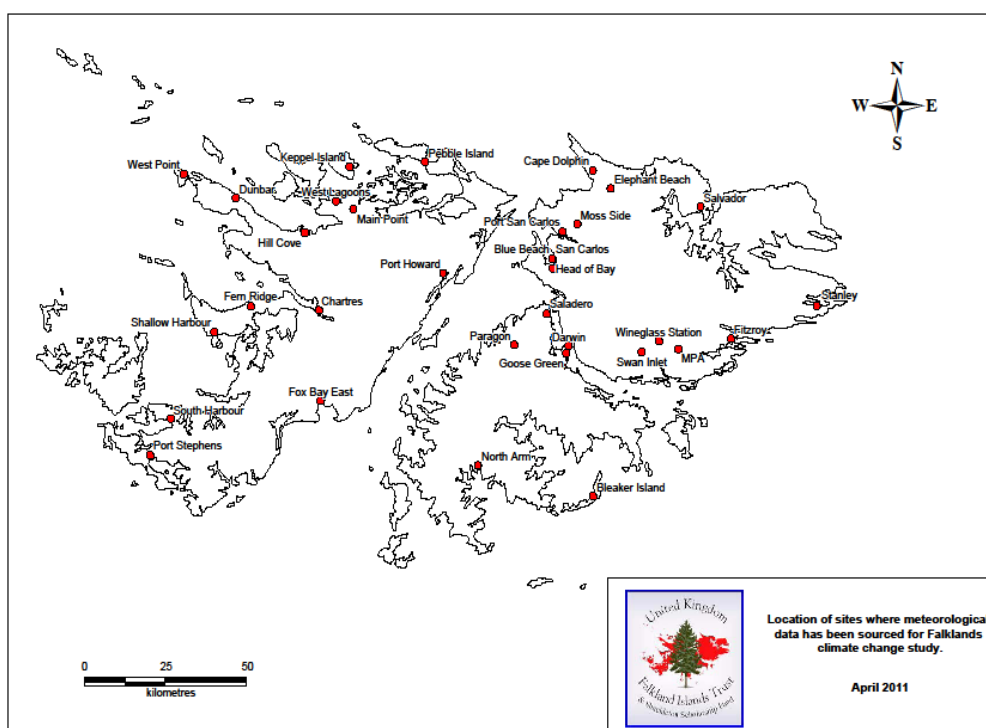 N
W
E
S
West Point
Keppel Island
Pebble Island
Cape Dolphin
Elephant Beach
Dunbar
West Lagoons
Main Point
Salvador
Moss Side
Port San Carlos
Hill Cove
Blue Beach
San Carlos
Head of Bay
Port Howard
Fern Ridge
Chartres
Saladero
Stanley
Shallow Harbour
Paragon
Darwin
Wineglass Station
Fitzroy
Goose Green
Swan Inlet
MPA
Fox Bay East
South Harbour
Port Stephens
North Arm
Bleaker Island
0
25
50
kilometres
United Kingdom
Falkland Islands Trust
& Shackleton Scholarship Fund
Location of sites where meteorologica
data has been sourced for Falklands
climate change study.
April 2011